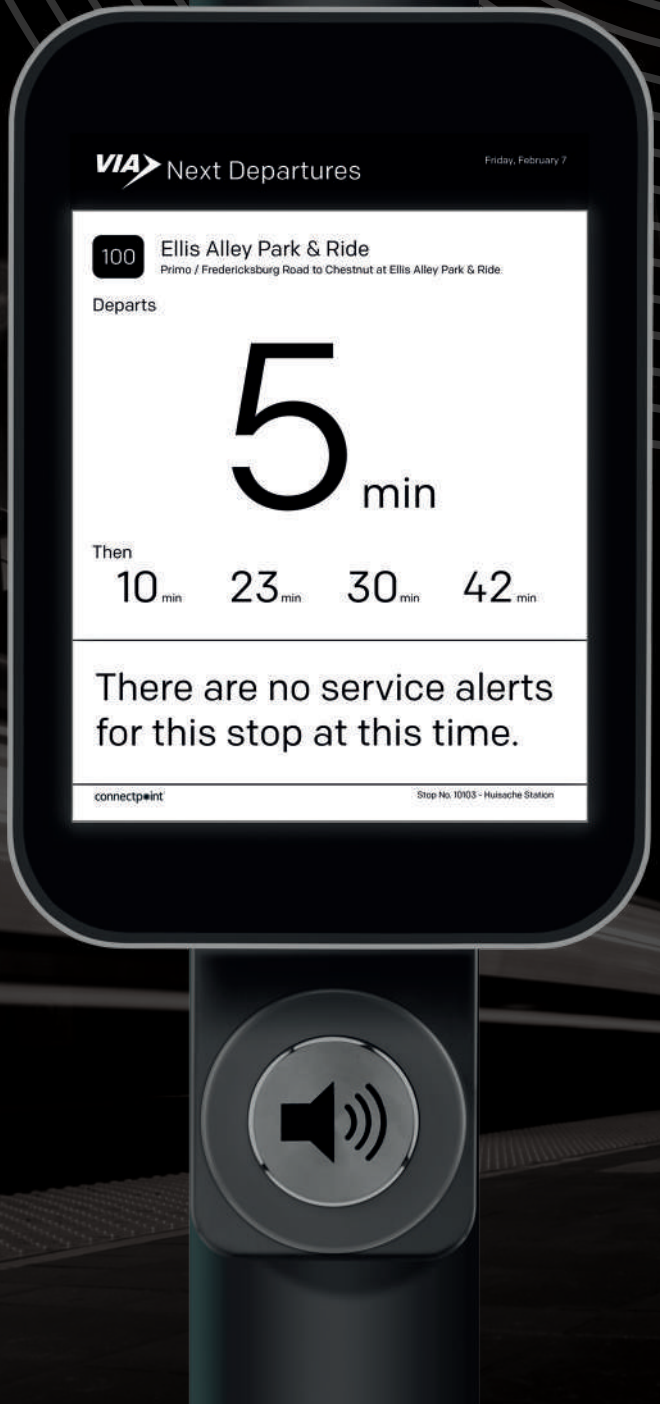 VIA Next Departures
Friday, February 7
100
Ellis Alley Park & Ride
Primo / Fredericksburg Road to Chestnut at Ellis Alley Park & Ride
Departs
5 min
Then
10 min 23 min 30 min 42 min
There are no service alerts
for this stop at this time.
connectpoint
Stop No. 10103 - Huisache Station